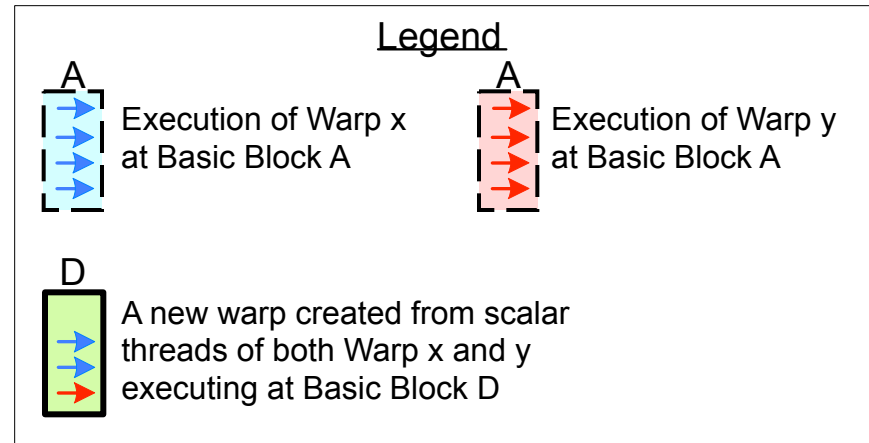 Legend
A
Execution of Warp x
at Basic Block A
A
Execution of Warp y
at Basic Block A
D
A new warp created from scalar
threads of both Warp x and y
executing at Basic Block D